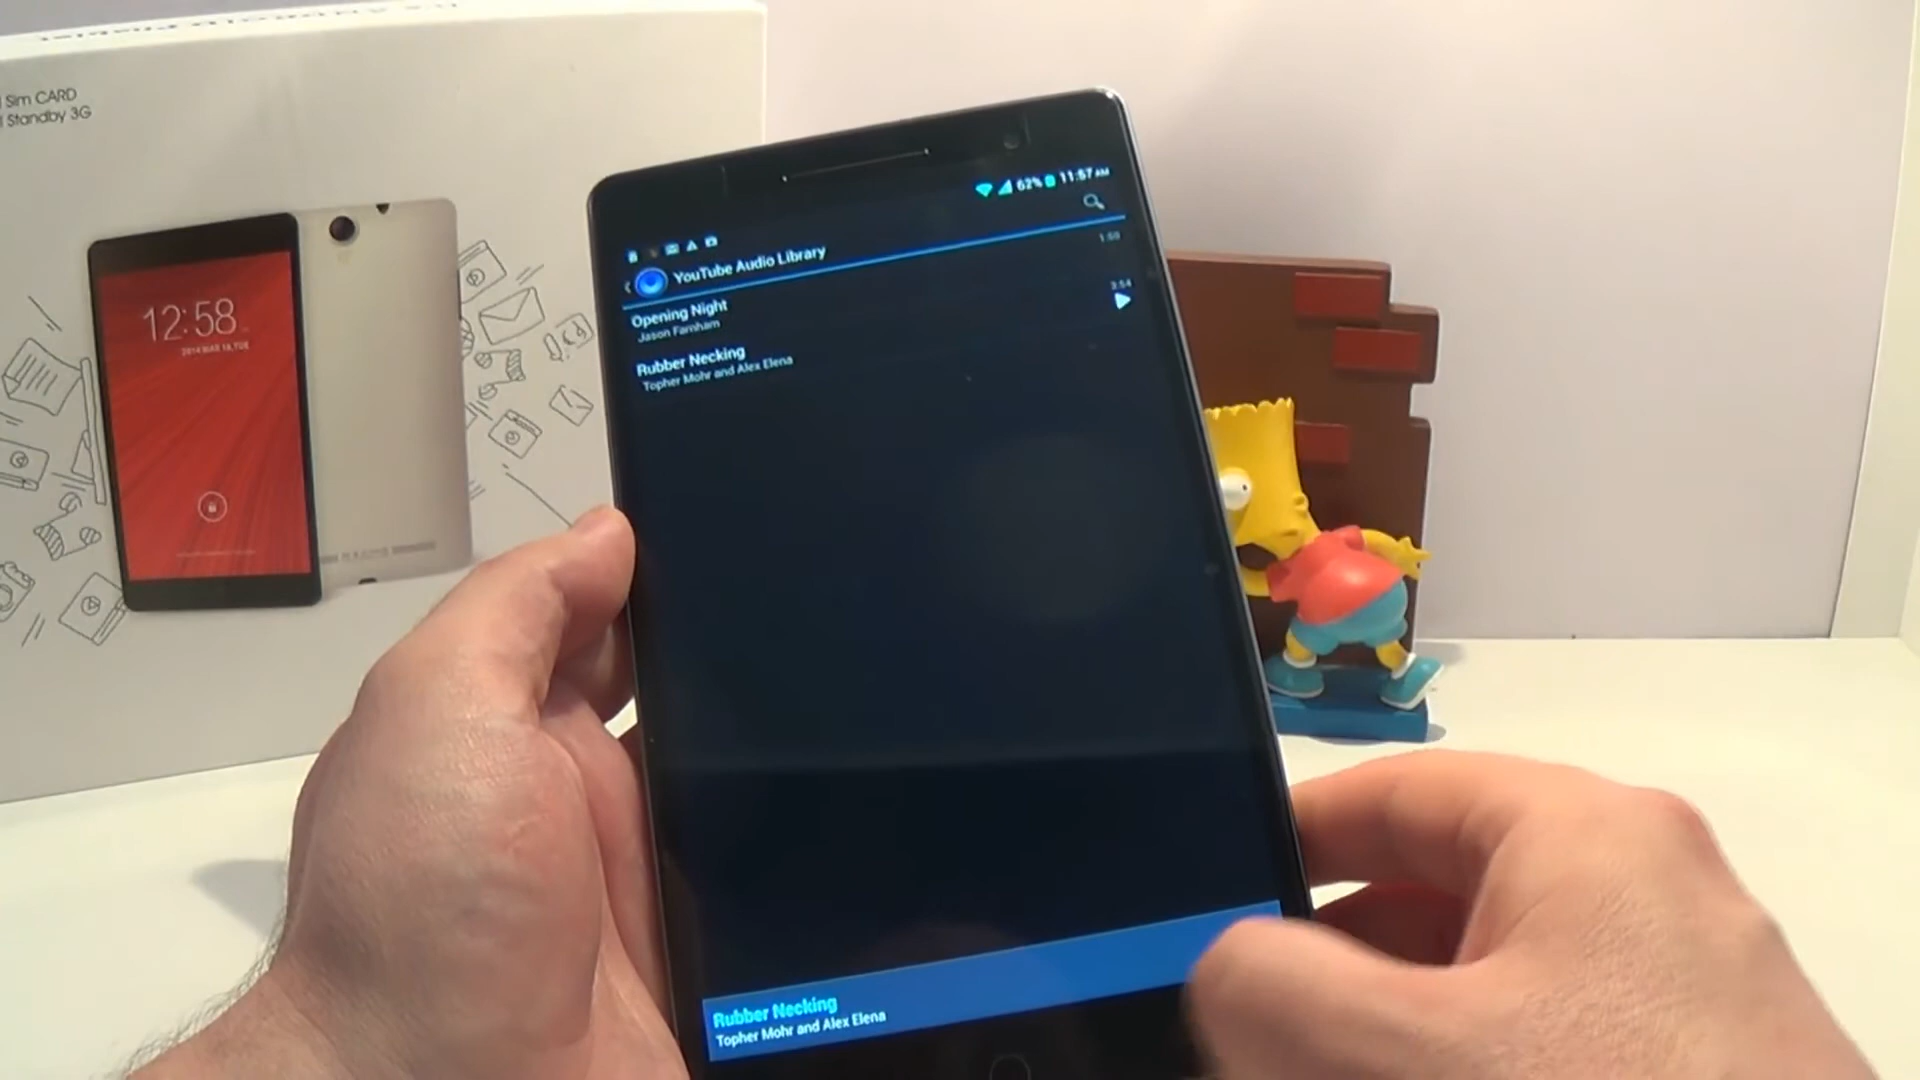 Sim CARD
Standby 3G
12:58
62% 11:57 AM
YouTube Audio Library
1:59
Opening Night
Jason Farnham
3:54
Rubber Necking
Topher Mohr and Alex Elena
Rubber Necking
Topher Mohr and Alex Elena